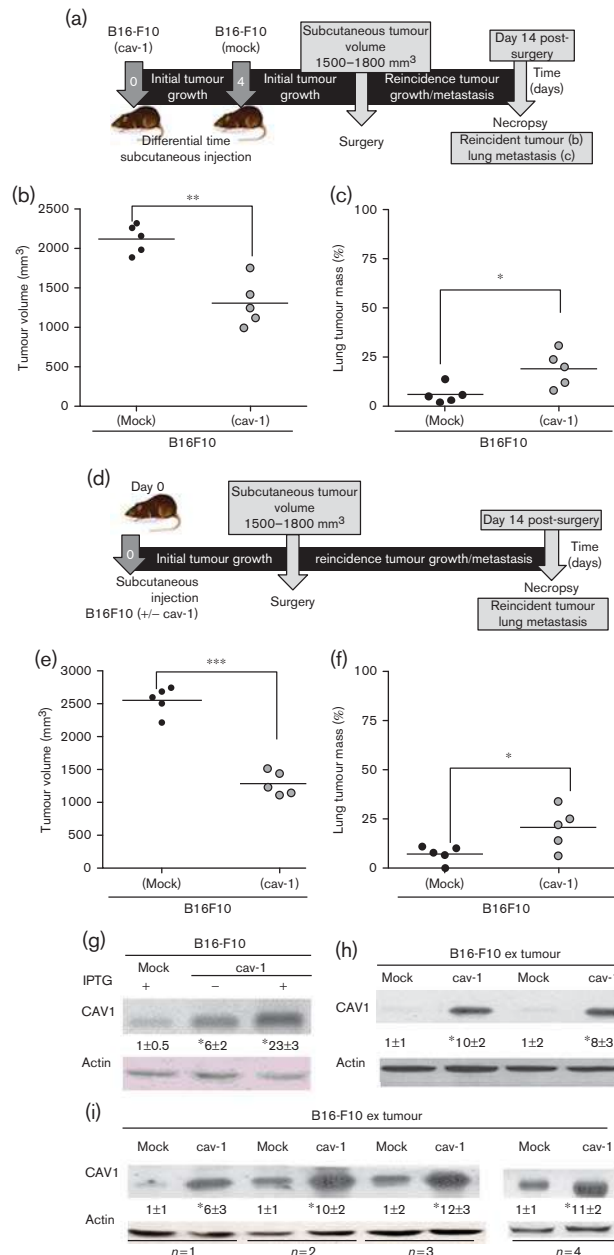 (a)
B16-F10
(cav-1)
B16-F10
(mock)
Subcutaneous tumour
volume
1500–1800 mm³
Day 14 post-
surgery
0
Initial tumour
growth
4
Initial tumour
growth
Reincidence tumour
growth/metastasis
Time
(days)
Differential time
subcutaneous injection
Surgery
Necropsy
Reincident tumour (b)
lung metastasis (c)
(b)
Tumour volume (mm³)
2500
2000
1500
1000
500
0
**
(Mock)
(cav-1)
B16F10
(c)
Lung tumour mass (%)
100
75
50
25
0
*
(Mock)
(cav-1)
B16F10
(d)
Day 0
Subcutaneous tumour
volume
1500–1800 mm³
Day 14 post-surgery
0
Initial tumour growth
reincidence tumour growth/metastasis
Time
(days)
Subcutaneous
injection
B16F10 (+/− cav-1)
Surgery
Necropsy
Reincident tumour
lung metastasis
(e)
Tumour volume (mm³)
3000
2500
2000
1500
1000
500
0
***
(Mock)
(cav-1)
B16F10
(f)
Lung tumour mass (%)
100
75
50
25
0
*
(Mock)
(cav-1)
B16F10
(g)
B16-F10
Mock cav-1
IPTG + − +
CAV1
1±0.5 *6±2 *23±3
Actin
(h)
B16-F10 ex tumour
Mock cav-1 Mock cav-
CAV1
1±1 *10±2 1±2 *8±3
Actin
(i)
B16-F10 ex tumour
Mock cav-1 Mock cav-1 Mock cav-1 Mock cav-1
CAV1
1±1 *6±3 1±1 *10±2 1±2 *12±3 1±1 *11±2
Actin
n=1 n=2 n=3 n=4